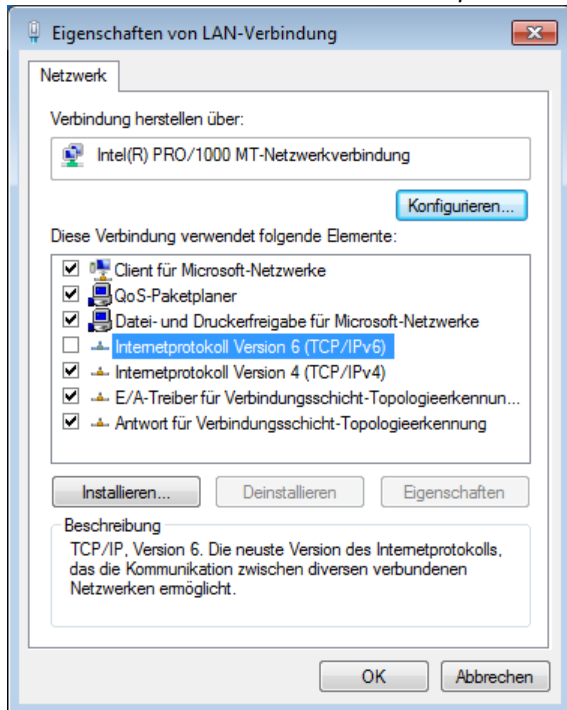 Eigenschaften von LAN-Verbindung
Netzwerk
Verbindung herstellen über:
Intel(R) PRO/1000 MT-Netzwerkverbindung
Konfigurieren...
Diese Verbindung verwendet folgende Elemente:
Client für Microsoft-Netzwerke
QoS-Paketplaner
Datei- und Druckerfreigabe für Microsoft-Netzwerke
Internetprotokoll Version 6 (TCP/IPv6)
Internetprotokoll Version 4 (TCP/IPv4)
E/A-Treiber für Verbindungsschicht-Topologieerkennun...
Antwort für Verbindungsschicht-Topologieerkennung
Installieren... Deinstallieren Eigenschaften
Beschreibung
TCP/IP, Version 6. Die neuste Version des Internetprotokolls,
das die Kommunikation zwischen diversen verbundenen
Netzwerken ermöglicht.
OK Abbrechen